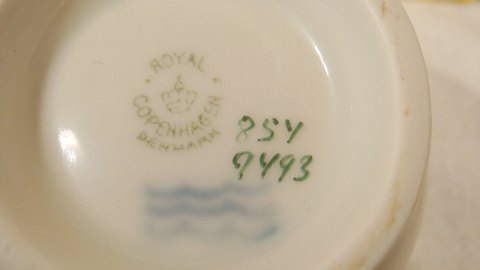 ROYAL
COPENHAGEN
DENMARK
854
9493